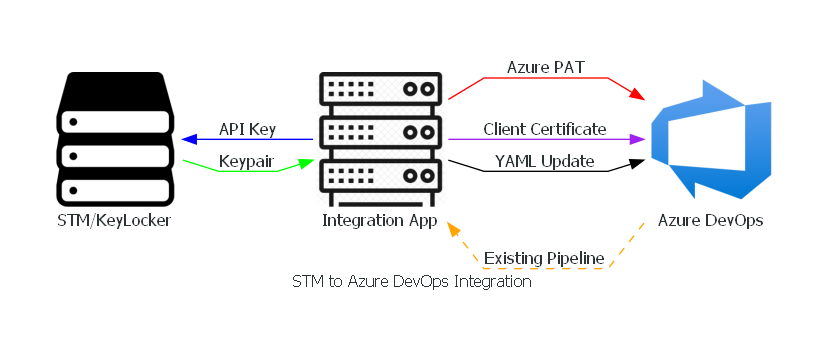 Azure PAT
API Key
Client Certificate
Keypair
YAML Update
STM/KeyLocker
Integration App
Azure DevOps
Existing Pipeline
STM to Azure DevOps Integration